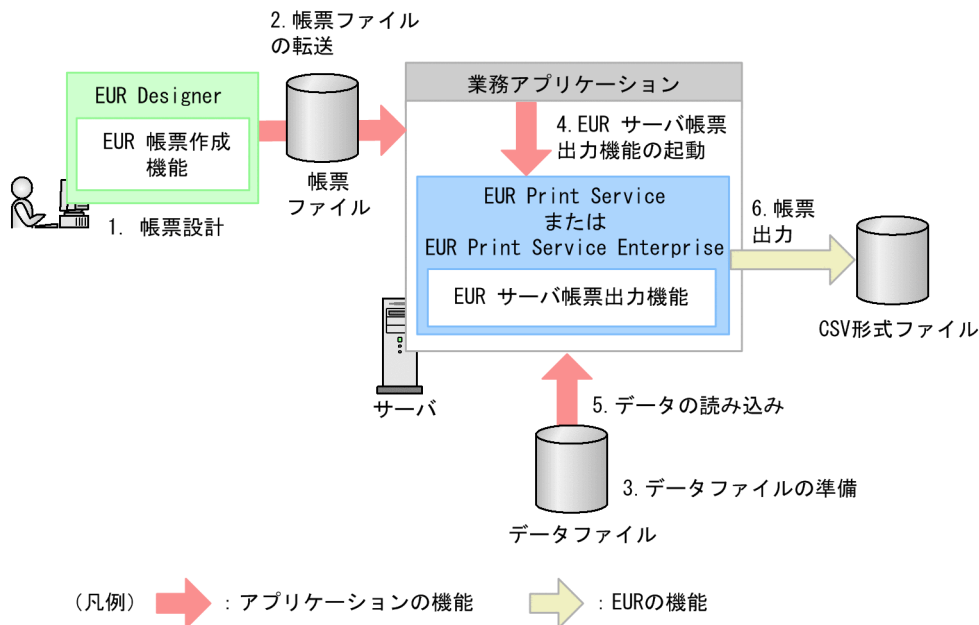 2.帳票ファイル
の転送
EUR Designer
EUR 帳票作成
機能
1. 帳票設計
帳票
ファイル
業務アプリケーション
4.EUR サーバ帳票
出力機能の起動
EUR Print Service
または
EUR Print Service Enterprise
EUR サーバ帳票出力機能
6.帳票
出力
CSV形式ファイル
サーバ
5.データの読み込み
3.データファイルの準備
データファイル
(凡例)
:アプリケーションの機能
:EURの機能